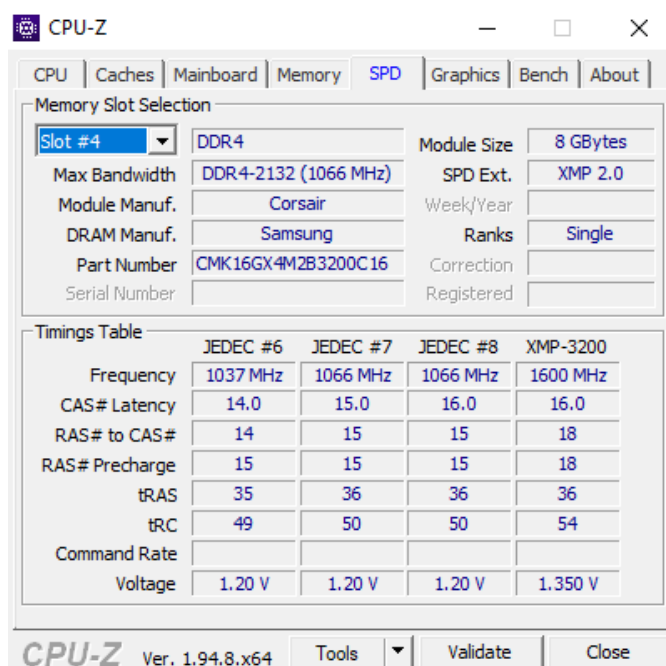 CPU-Z
CPU Caches Mainboard Memory SPD Graphics Bench About
Memory Slot Selection
Slot #4 DDR4 Module Size 8 GBytes
Max Bandwidth DDR4-2132 (1066 MHz) SPD Ext. XMP 2.0
Module Manuf. Corsair Week/Year
DRAM Manuf. Samsung Ranks Single
Part Number CMK16GX4M2B3200C16 Correction
Serial Number Registered
Timings Table
JEDEC #6 JEDEC #7 JEDEC #8 XMP-3200
Frequency 1037 MHz 1066 MHz 1066 MHz 1600 MHz
CAS# Latency 14.0 15.0 16.0 16.0
RAS# to CAS# 14 15 15 18
RAS# Precharge 15 15 15 18
tRAS 35 36 36 36
tRC 49 50 50 54
Command Rate
Voltage 1.20 V 1.20 V 1.20 V 1.350 V
CPU-Z Ver. 1.94.8.x64 Tools Validate Close